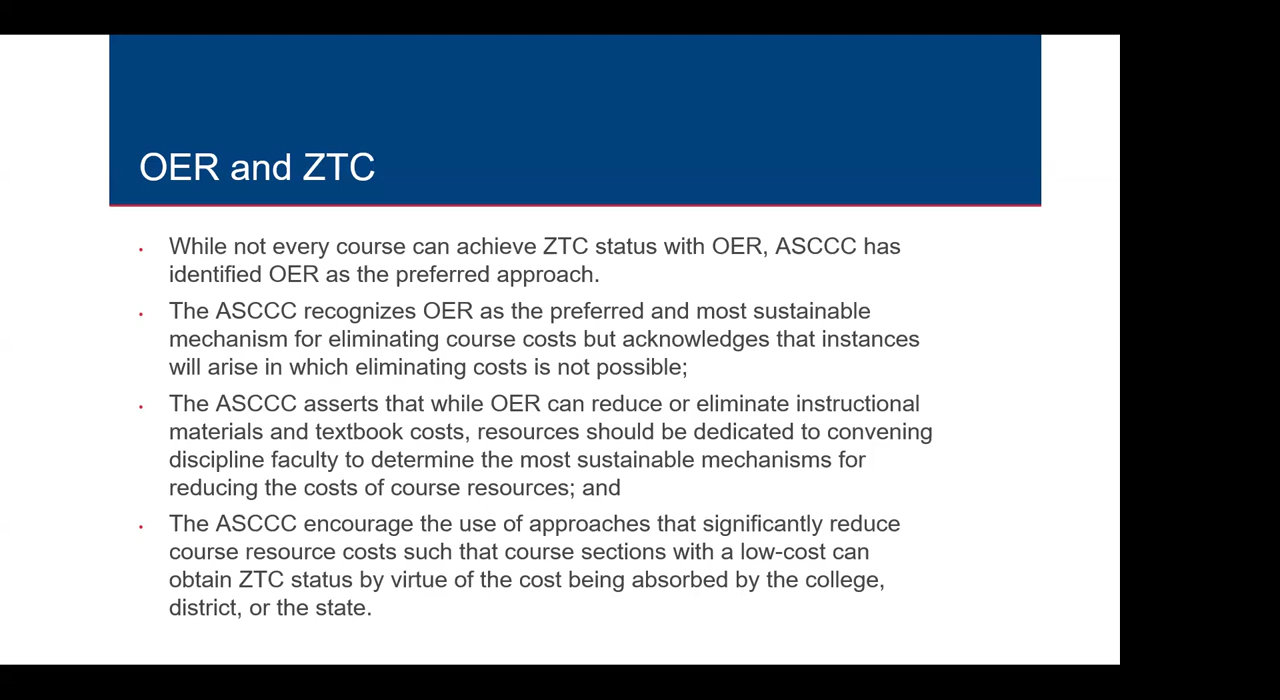 OER and ZTC
• While not every course can achieve ZTC status with OER, ASCCC has
identified OER as the preferred approach.
• The ASCCC recognizes OER as the preferred and most sustainable
mechanism for eliminating course costs but acknowledges that instances
will arise in which eliminating costs is not possible;
• The ASCCC asserts that while OER can reduce or eliminate instructional
materials and textbook costs, resources should be dedicated to convening
discipline faculty to determine the most sustainable mechanisms for
reducing the costs of course resources; and
• The ASCCC encourage the use of approaches that significantly reduce
course resource costs such that course sections with a low-cost can
obtain ZTC status by virtue of the cost being absorbed by the college,
district, or the state.